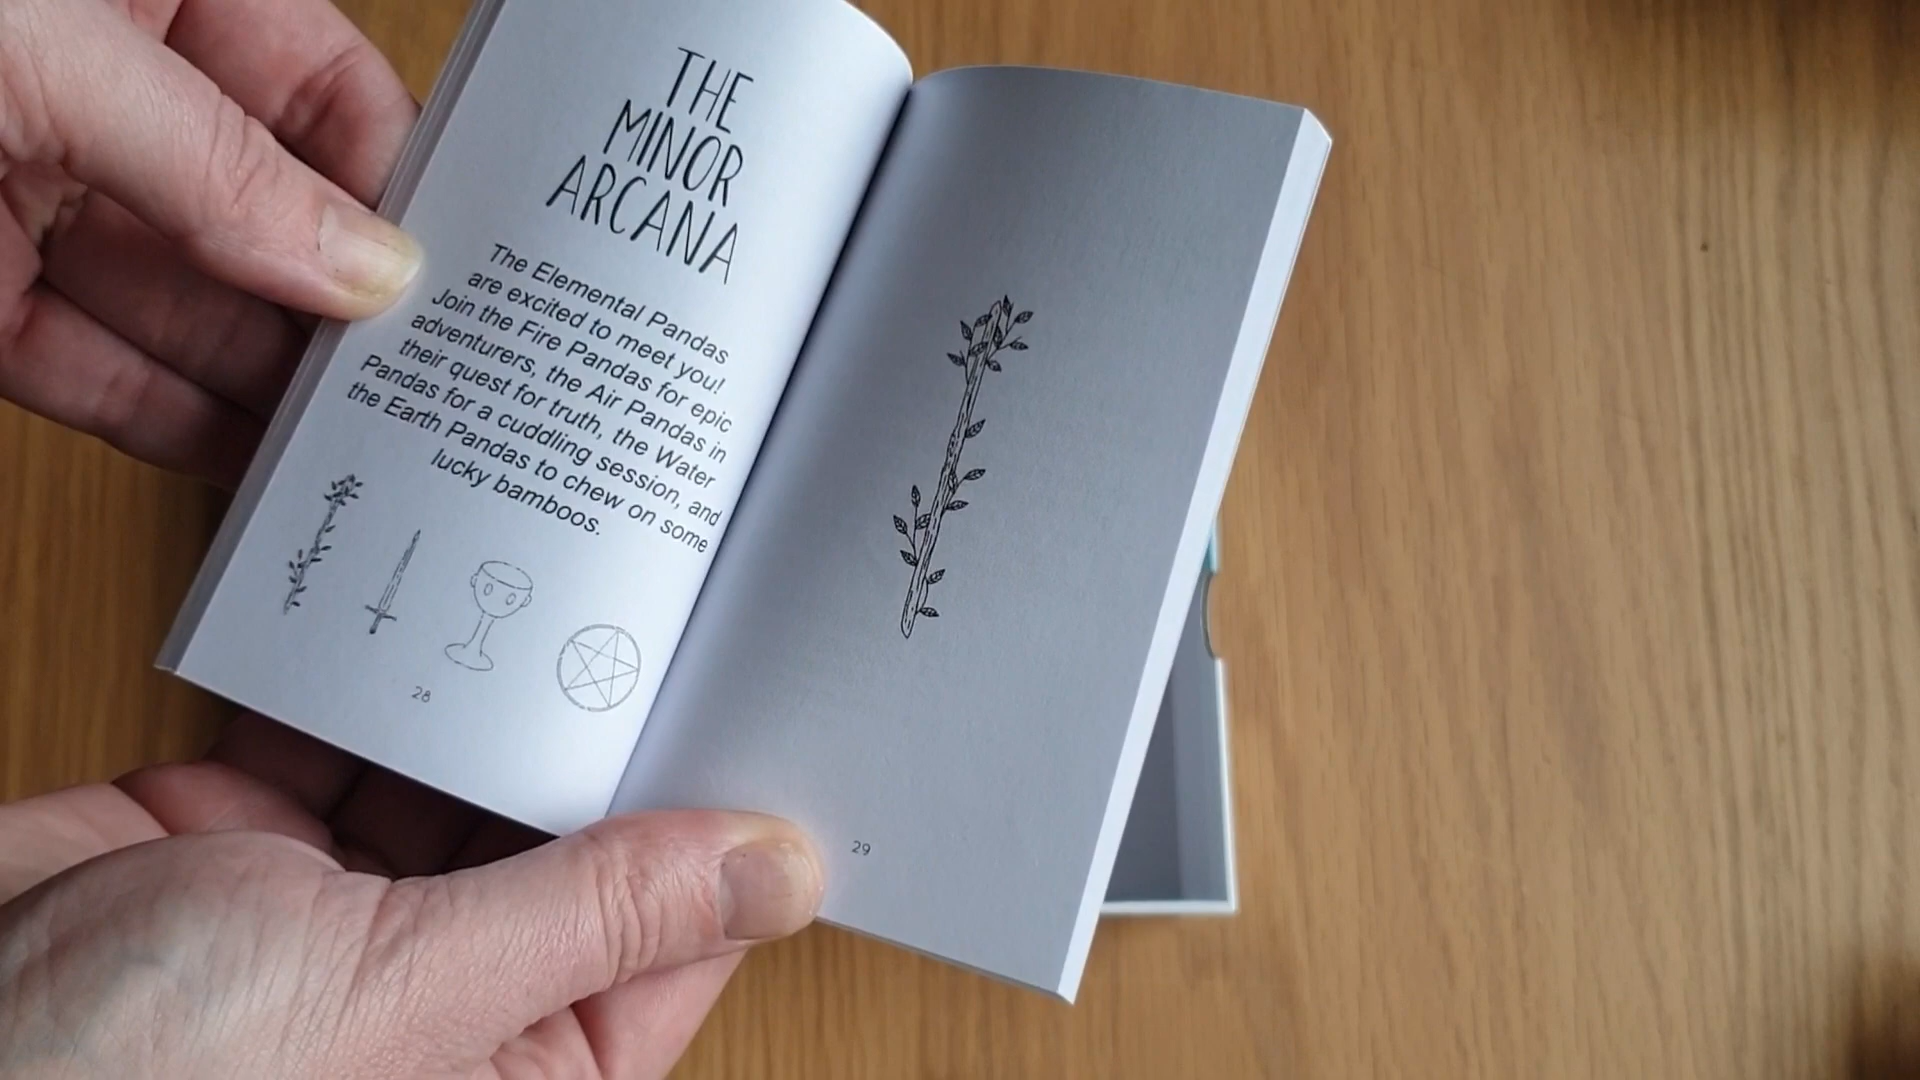 THE
MINOR
ARCANA
The Elemental Pandas
are excited to meet you!
Join the Fire Pandas for epic
adventurers, the Air Pandas in
their quest for truth, the Water
Pandas for a cuddling session, and
the Earth Pandas to chew on some
lucky bamboos.
28
29